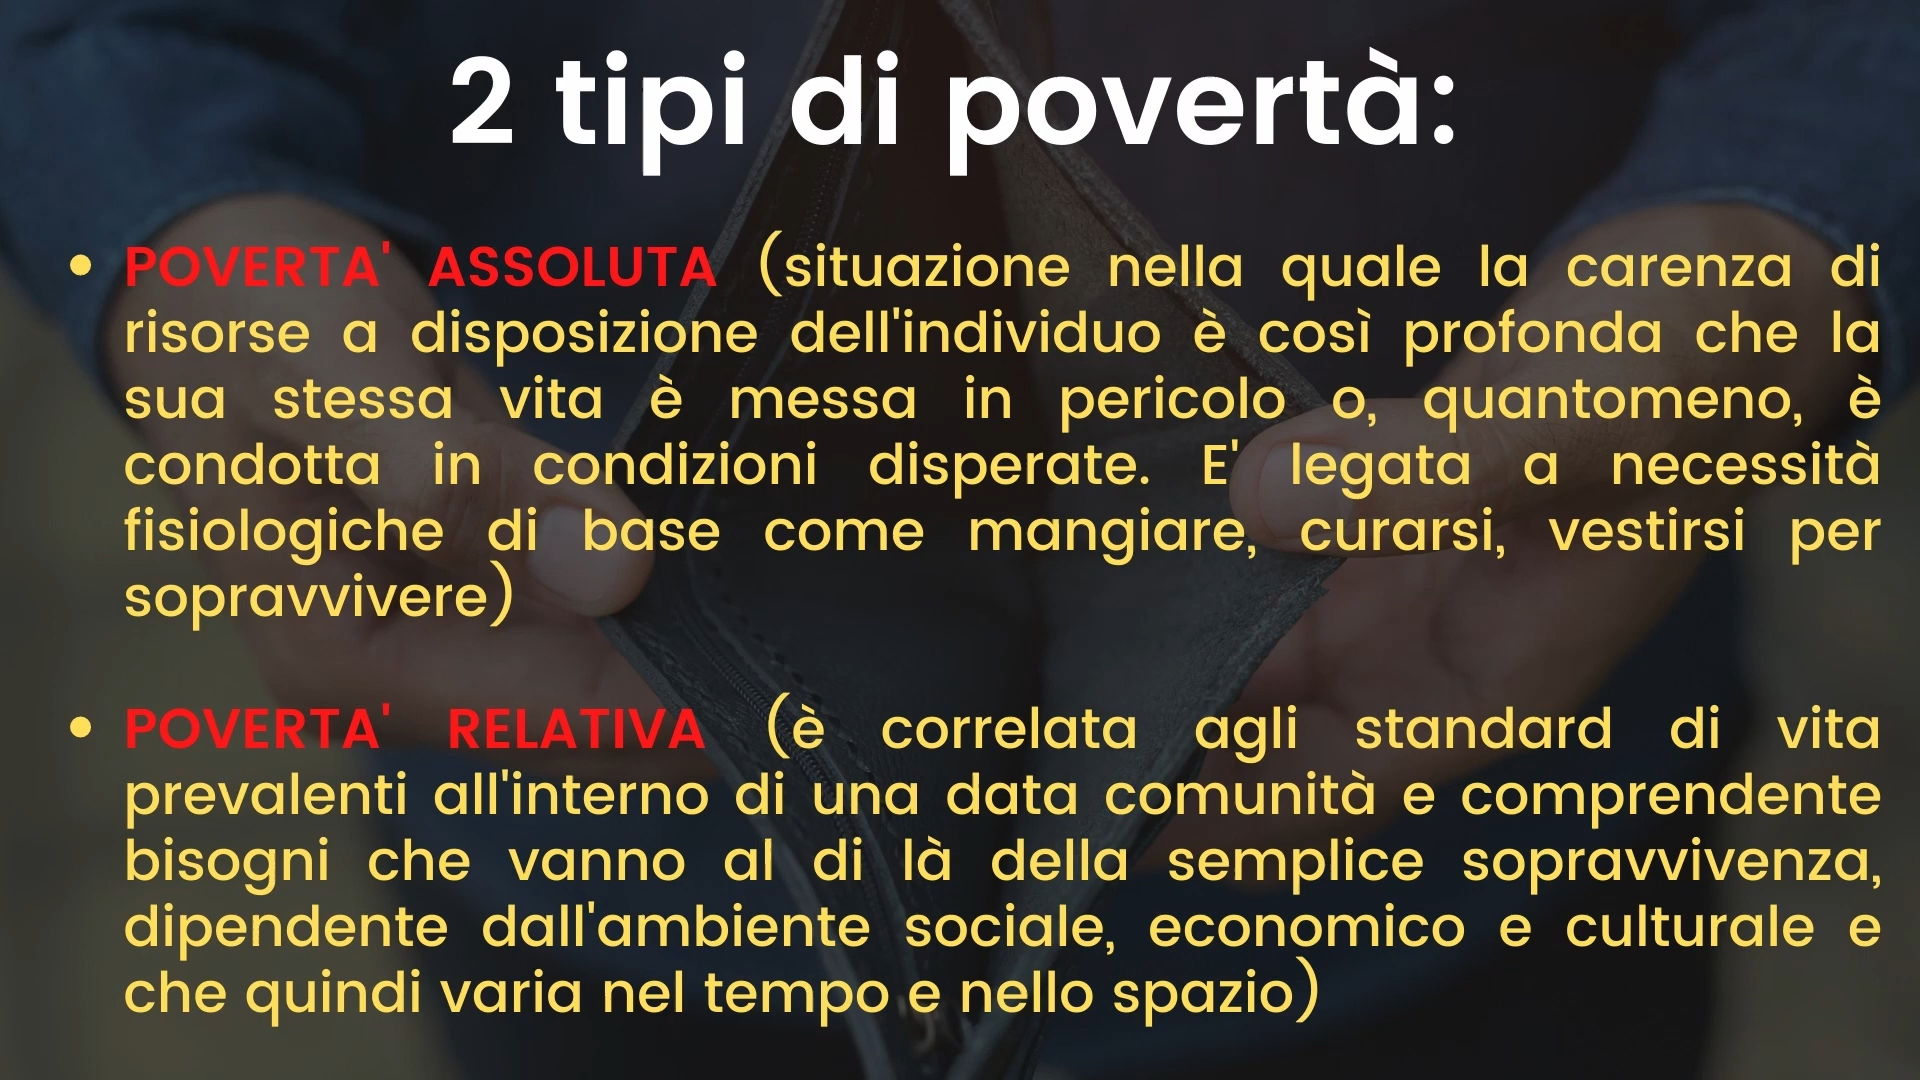 2 tipi di povertà:
POVERTA' ASSOLUTA (situazione nella quale la carenza di
risorse a disposizione dell'individuo è così profonda che la
sua stessa vita è messa in pericolo o, quantomeno, è
condotta in condizioni disperate. E' legata a necessità
fisiologiche di base come mangiare, curarsi, vestirsi per
sopravvivere)
POVERTA' RELATIVA (è correlata agli standard di vita
prevalenti all'interno di una data comunità e comprendente
bisogni che vanno al di là della semplice sopravvivenza,
dipendente dall'ambiente sociale, economico e culturale e
che quindi varia nel tempo e nello spazio)